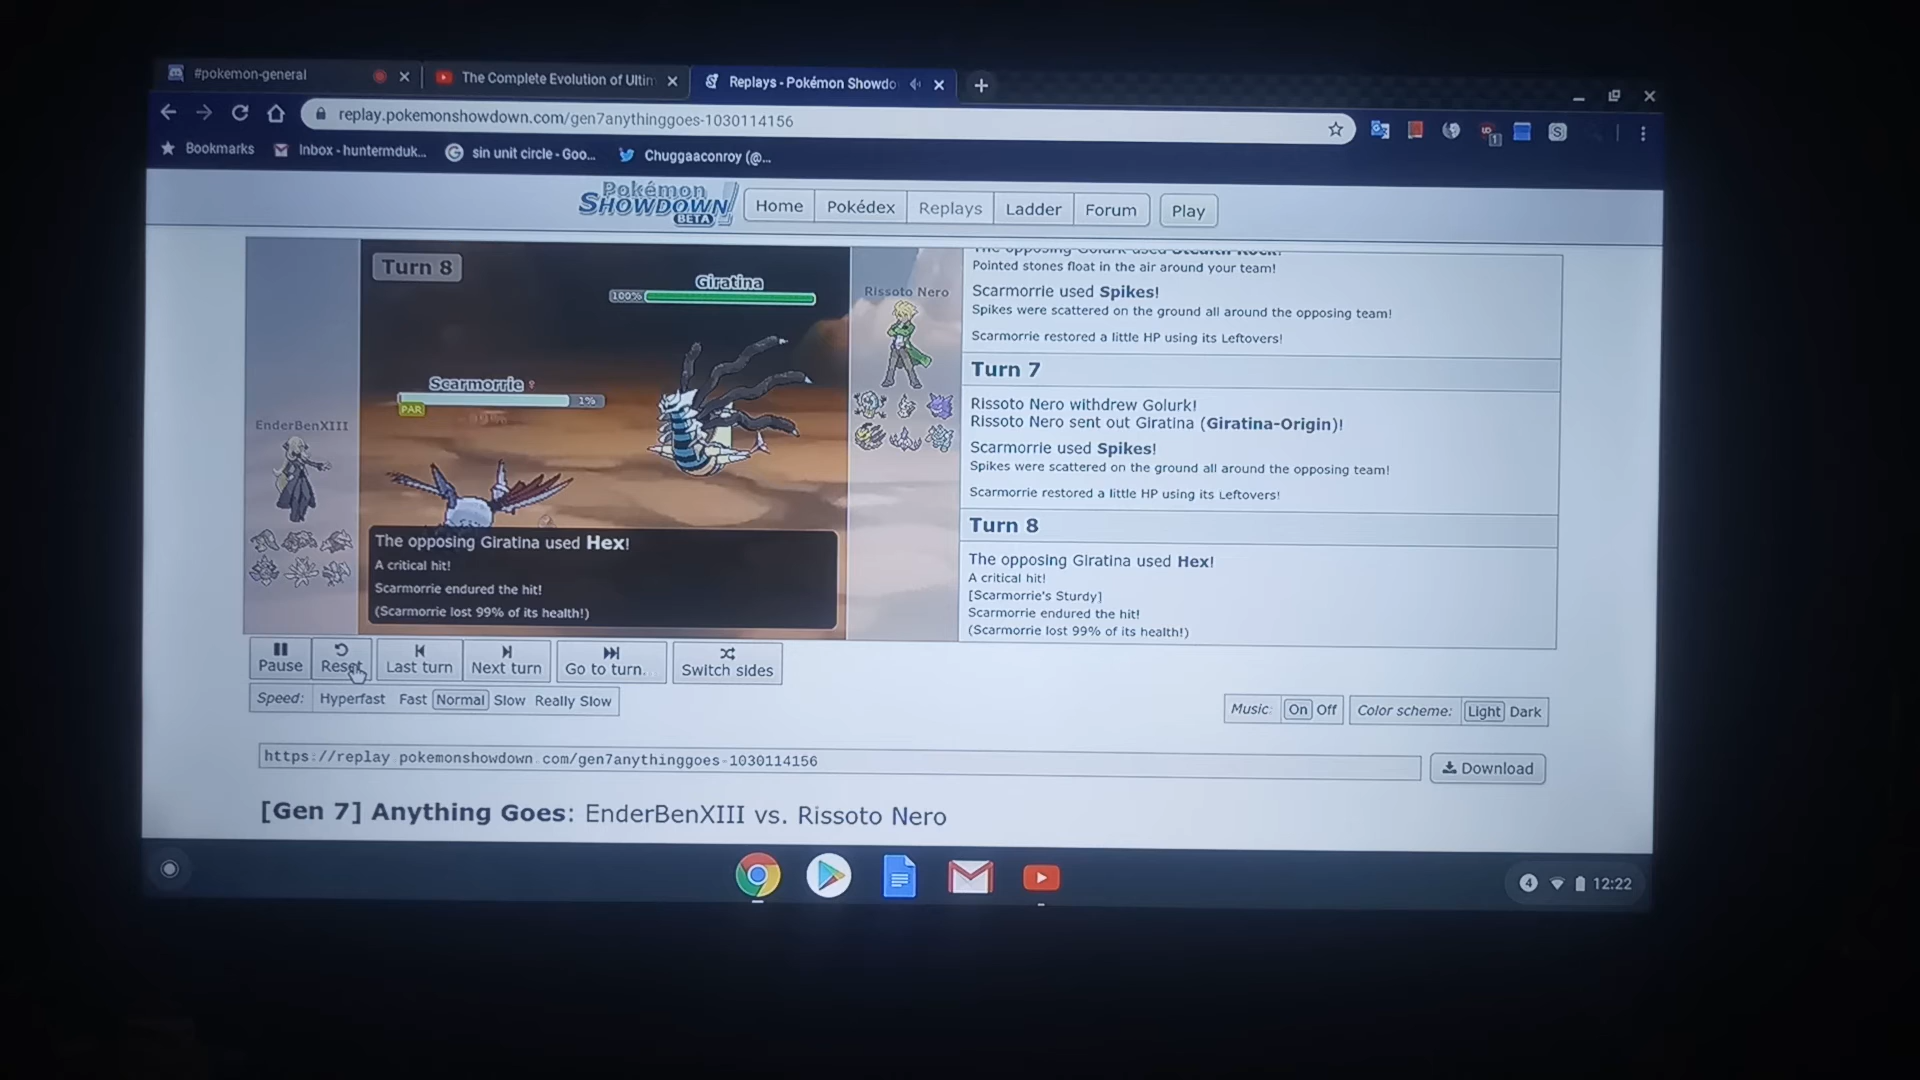 #pokemon-general
The Complete Evolution of Ultim
Replays - Pokémon Showdo
replay.pokemonshowdown.com/gen7anythinggoes-1030114156
Bookmarks
Inbox - huntermduk...
sin unit circle - Goo...
Chuggaaconroy (@...
Pokémon
SHOWDOWN
BETA
Home
Pokédex
Replays
Ladder
Forum
Play
Turn 8
Giratina
100%
Scarmorrie
1%
PAR
EnderBenXIII
Rissoto Nero
The opposing Giratina used Hex!
A critical hit!
Scarmorrie endured the hit!
(Scarmorrie lost 99% of its health!)
The opposing Golurk used Stealth Rock!
Pointed stones float in the air around your team!
Scarmorrie used Spikes!
Spikes were scattered on the ground all around the opposing team!
Scarmorrie restored a little HP using its Leftovers!
Turn 7
Rissoto Nero withdrew Golurk!
Rissoto Nero sent out Giratina (Giratina-Origin)!
Scarmorrie used Spikes!
Spikes were scattered on the ground all around the opposing team!
Scarmorrie restored a little HP using its Leftovers!
Turn 8
The opposing Giratina used Hex!
A critical hit!
[Scarmorrie's Sturdy]
Scarmorrie endured the hit!
(Scarmorrie lost 99% of its health!)
Pause
Reset
Last turn
Next turn
Go to turn...
Switch sides
Speed:
Hyperfast
Fast
Normal
Slow
Really Slow
Music:
On
Off
Color scheme:
Light
Dark
https://replay.pokemonshowdown.com/gen7anythinggoes-1030114156
Download
[Gen 7] Anything Goes: EnderBenXIII vs. Rissoto Nero
4
12:22